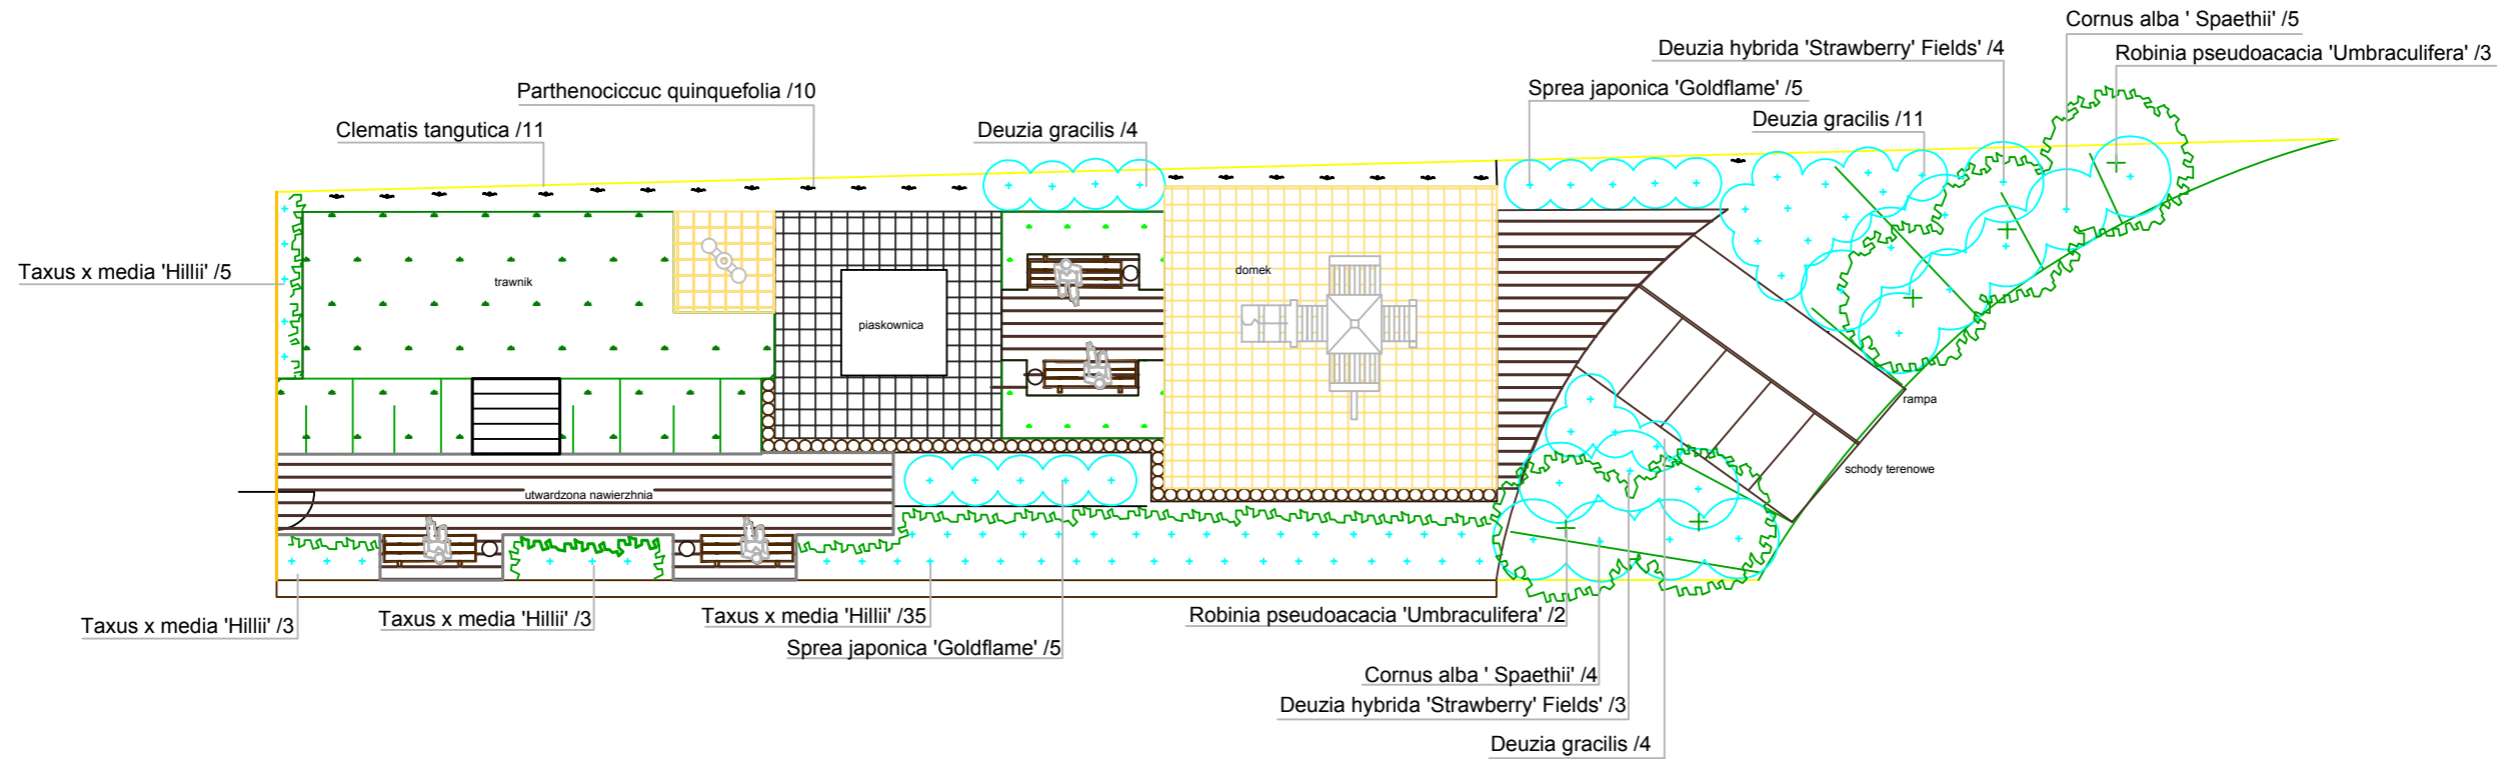 Cornus alba ' Spaethii' /5
Deuzia hybrida 'Strawberry' Fields' /4
Robinia pseudoacacia 'Umbraculifera' /3
Parthenociccuc quinquefolia /10
Sprea japonica 'Goldflame' /5
Clematis tangutica /11
Deuzia gracilis /4
Deuzia gracilis /11
Taxus x media 'Hillii' /5
trawnik
domek
piaskownica
rampa
schody terenowe
utwardzona nawierzhnia
Taxus x media 'Hillii' /3
Taxus x media 'Hillii' /3
Taxus x media 'Hillii' /35
Robinia pseudoacacia 'Umbraculifera' /2
Sprea japonica 'Goldflame' /5
Cornus alba ' Spaethii' /4
Deuzia hybrida 'Strawberry' Fields' /3
Deuzia gracilis /4